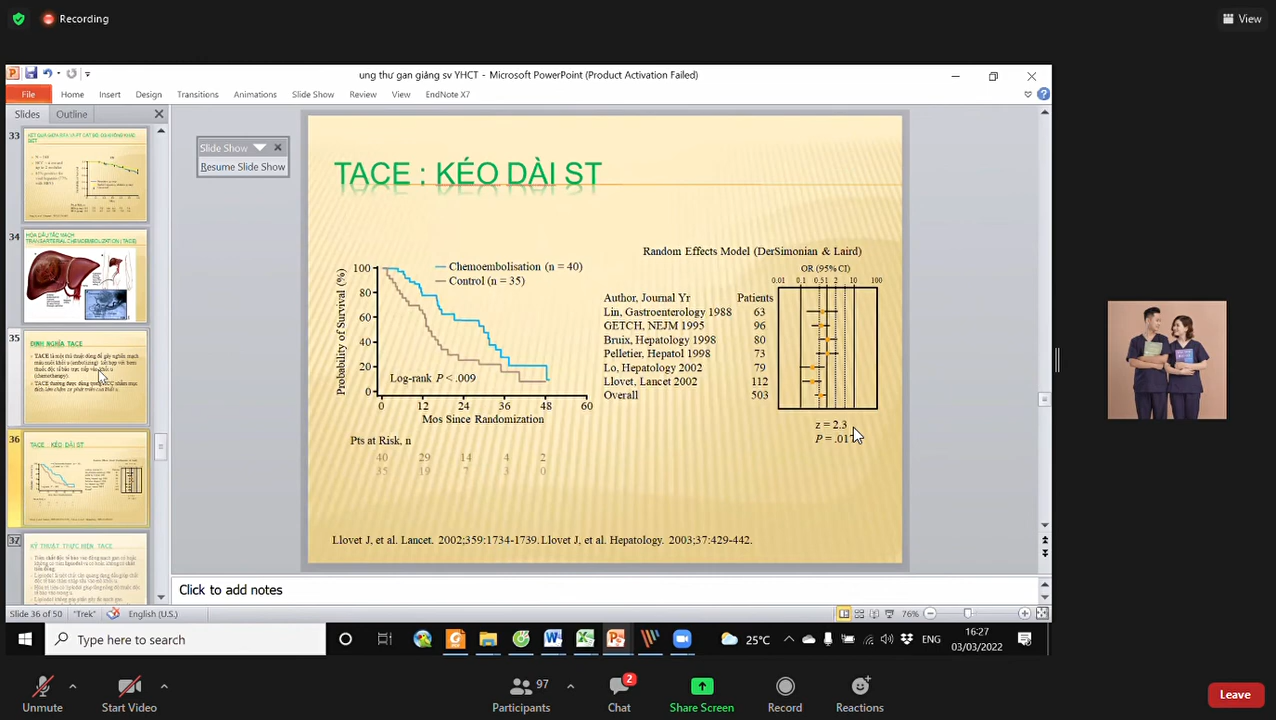 Recording
View
ung thư gan giảng sv YHCT - Microsoft PowerPoint (Product Activation Failed)
File Home Insert Design Transitions Animations Slide Show Review View EndNote X7
Slides Outline
33
34
HÓA DẦU TẮC MẠCH
TRANSARTERIAL CHEMOEMBOLIZATION (TACE)
35
ĐỊNH NGHĨA TACE
36
TACE : KÉO DÀI ST
37
KỸ THUẬT THỰC HIỆN TACE
Slide Show
Resume Slide Show
TACE : KÉO DÀI ST
Probability of Survival (%)
100
80
60
40
20
0
Chemoembolisation (n = 40)
Control (n = 35)
Log-rank P < .009
0 12 24 36 48 60
Mos Since Randomization
Pts at Risk, n
40 29 14 4 2
35 19 7 3 0
Random Effects Model (DerSimonian & Laird)
OR (95% CI)
0.01 0.1 0.5 1 2 10 100
Author, Journal Yr Patients
Lin, Gastroenterology 1988 63
GETCH, NEJM 1995 96
Bruix, Hepatology 1998 80
Pelletier, Hepatol 1998 73
Lo, Hepatology 2002 79
Llovet, Lancet 2002 112
Overall 503
z = 2.3
P = .017
Llovet J, et al. Lancet. 2002;359:1734-1739. Llovet J, et al. Hepatology. 2003;37:429-442.
Click to add notes
Slide 36 of 50 "Trek" English (U.S.) 76%
Type here to search
25°C
ENG
16:27
03/03/2022
Unmute
Start Video
97
Participants
2
Chat
Share Screen
Record
Reactions
Leave